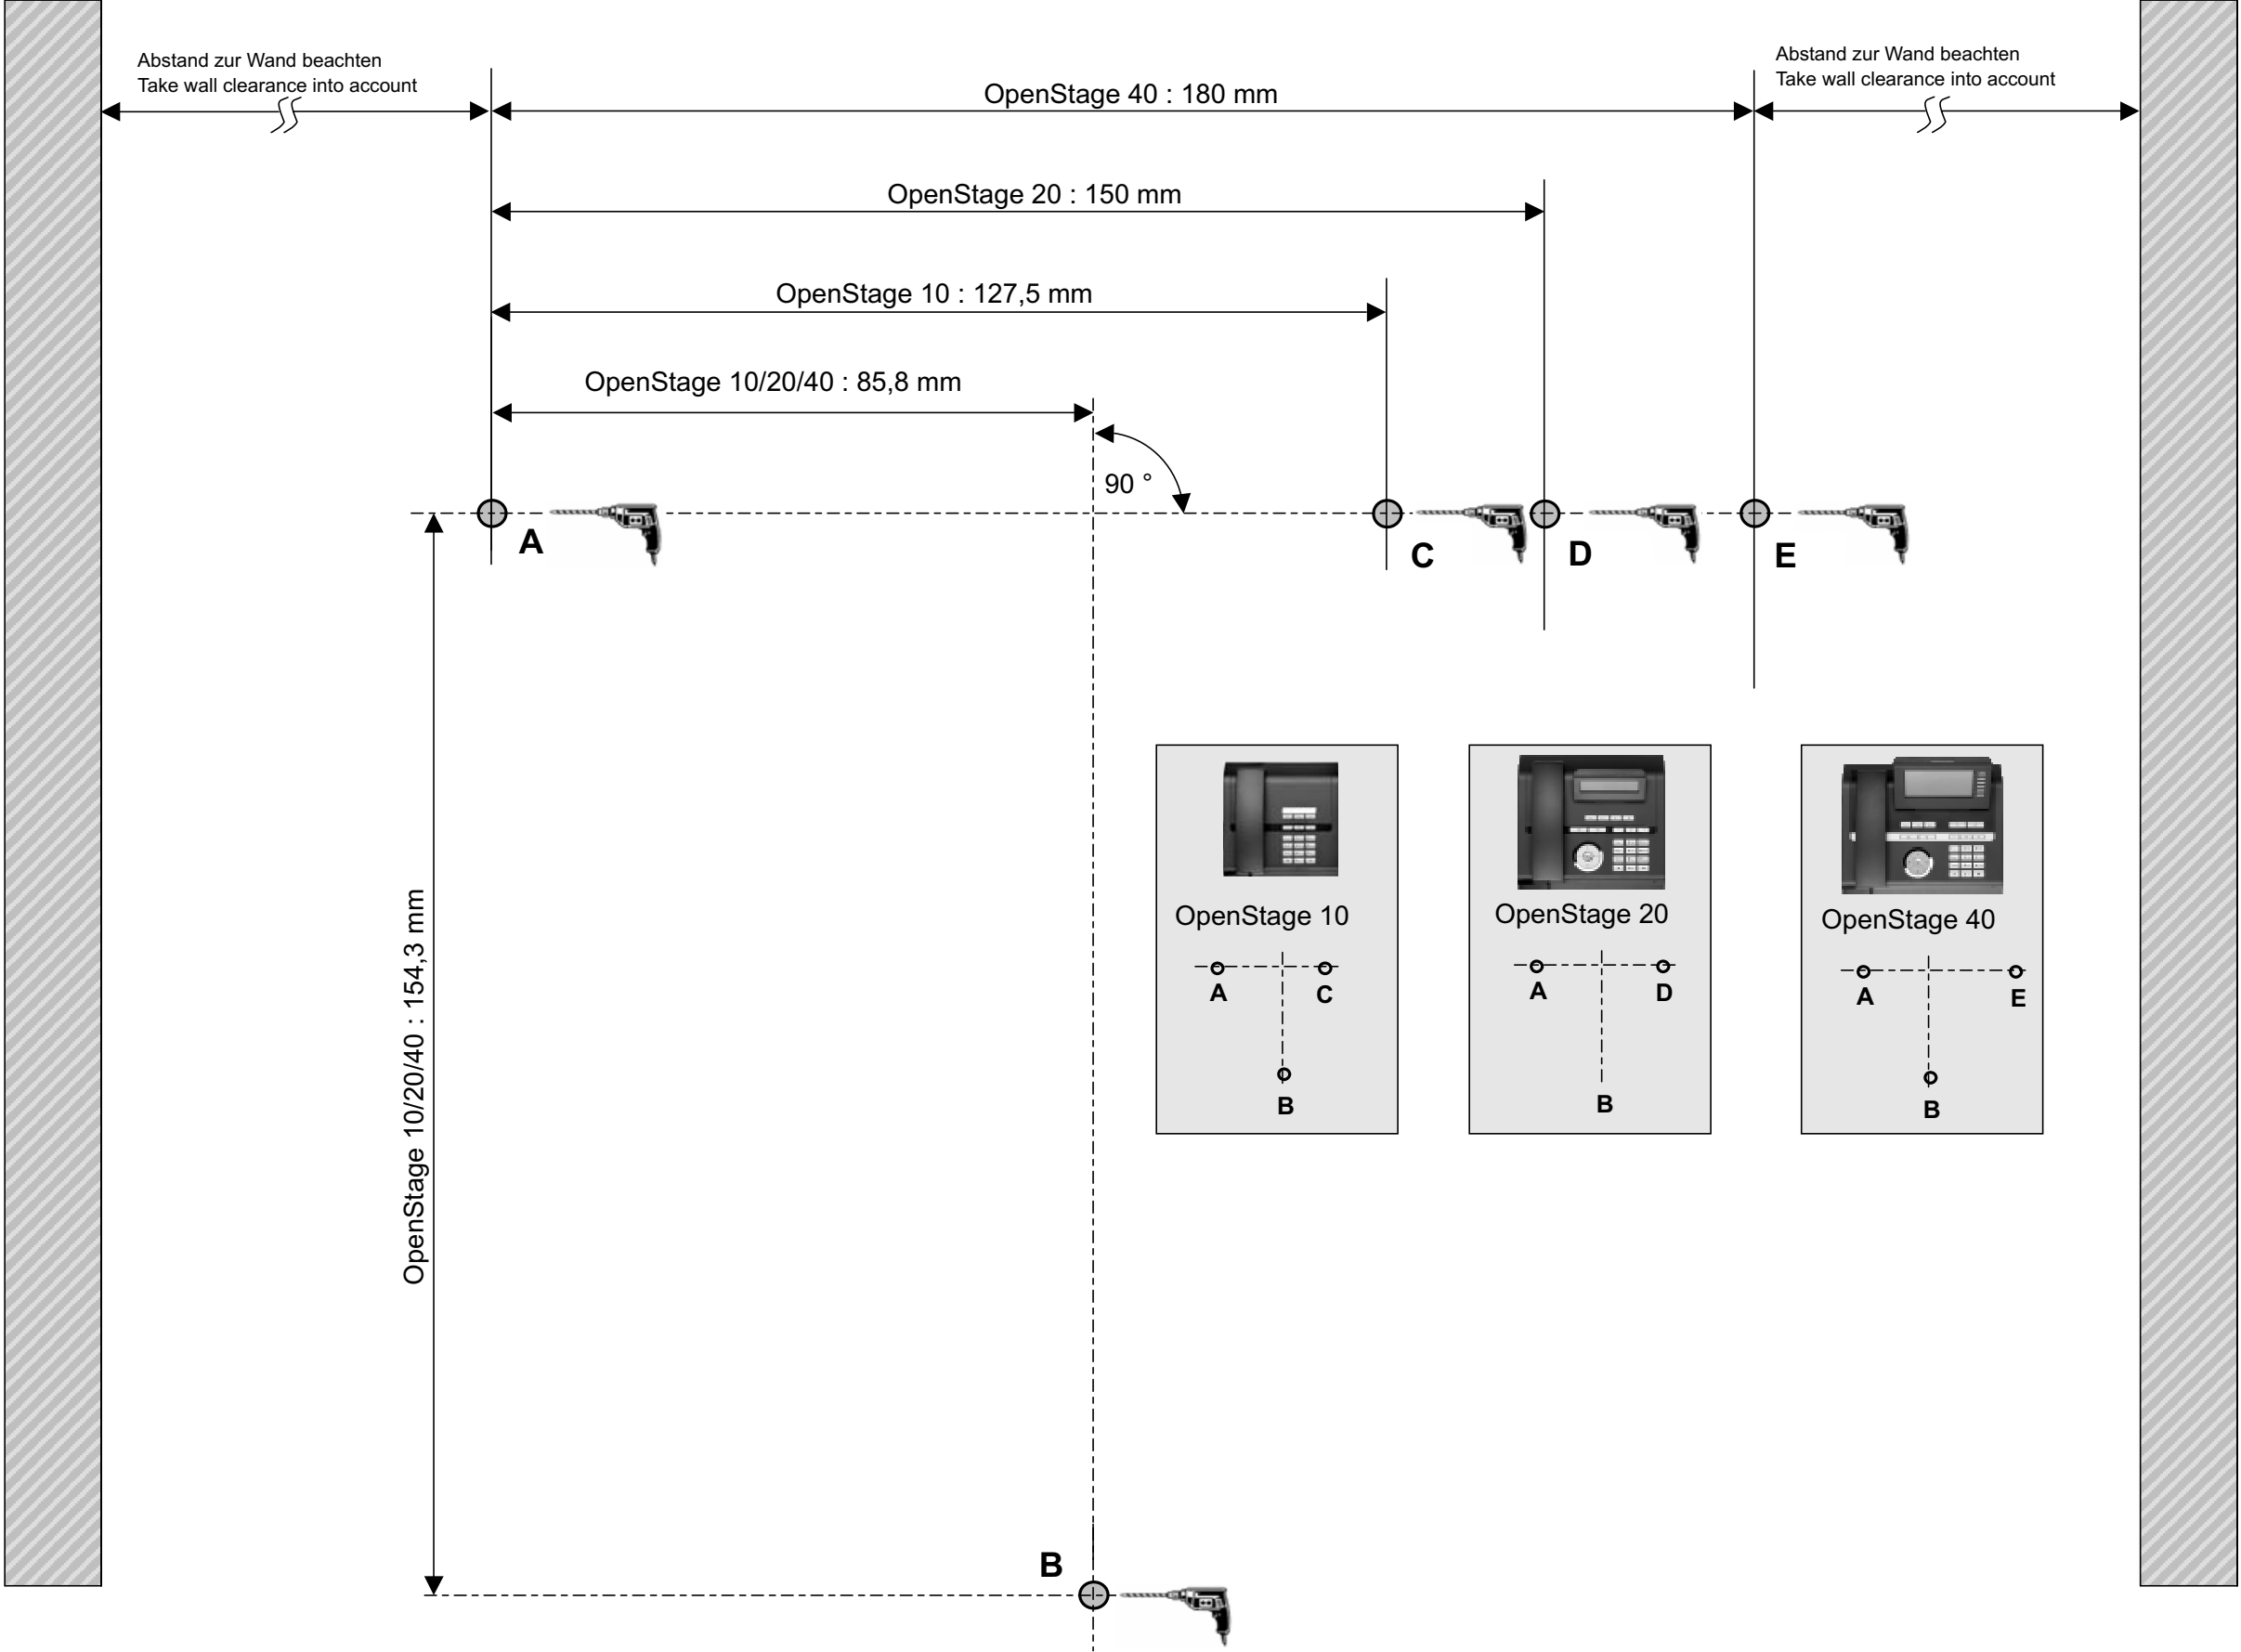 Abstand zur Wand beachten
Take wall clearance into account
Abstand zur Wand beachten
Take wall clearance into account
OpenStage 40 : 180 mm
OpenStage 20 : 150 mm
OpenStage 10 : 127,5 mm
OpenStage 10/20/40 : 85,8 mm
90 °
A
C
D
E
OpenStage 10/20/40 : 154,3 mm
OpenStage 10
A
C
B
OpenStage 20
A
D
B
OpenStage 40
A
E
B
B